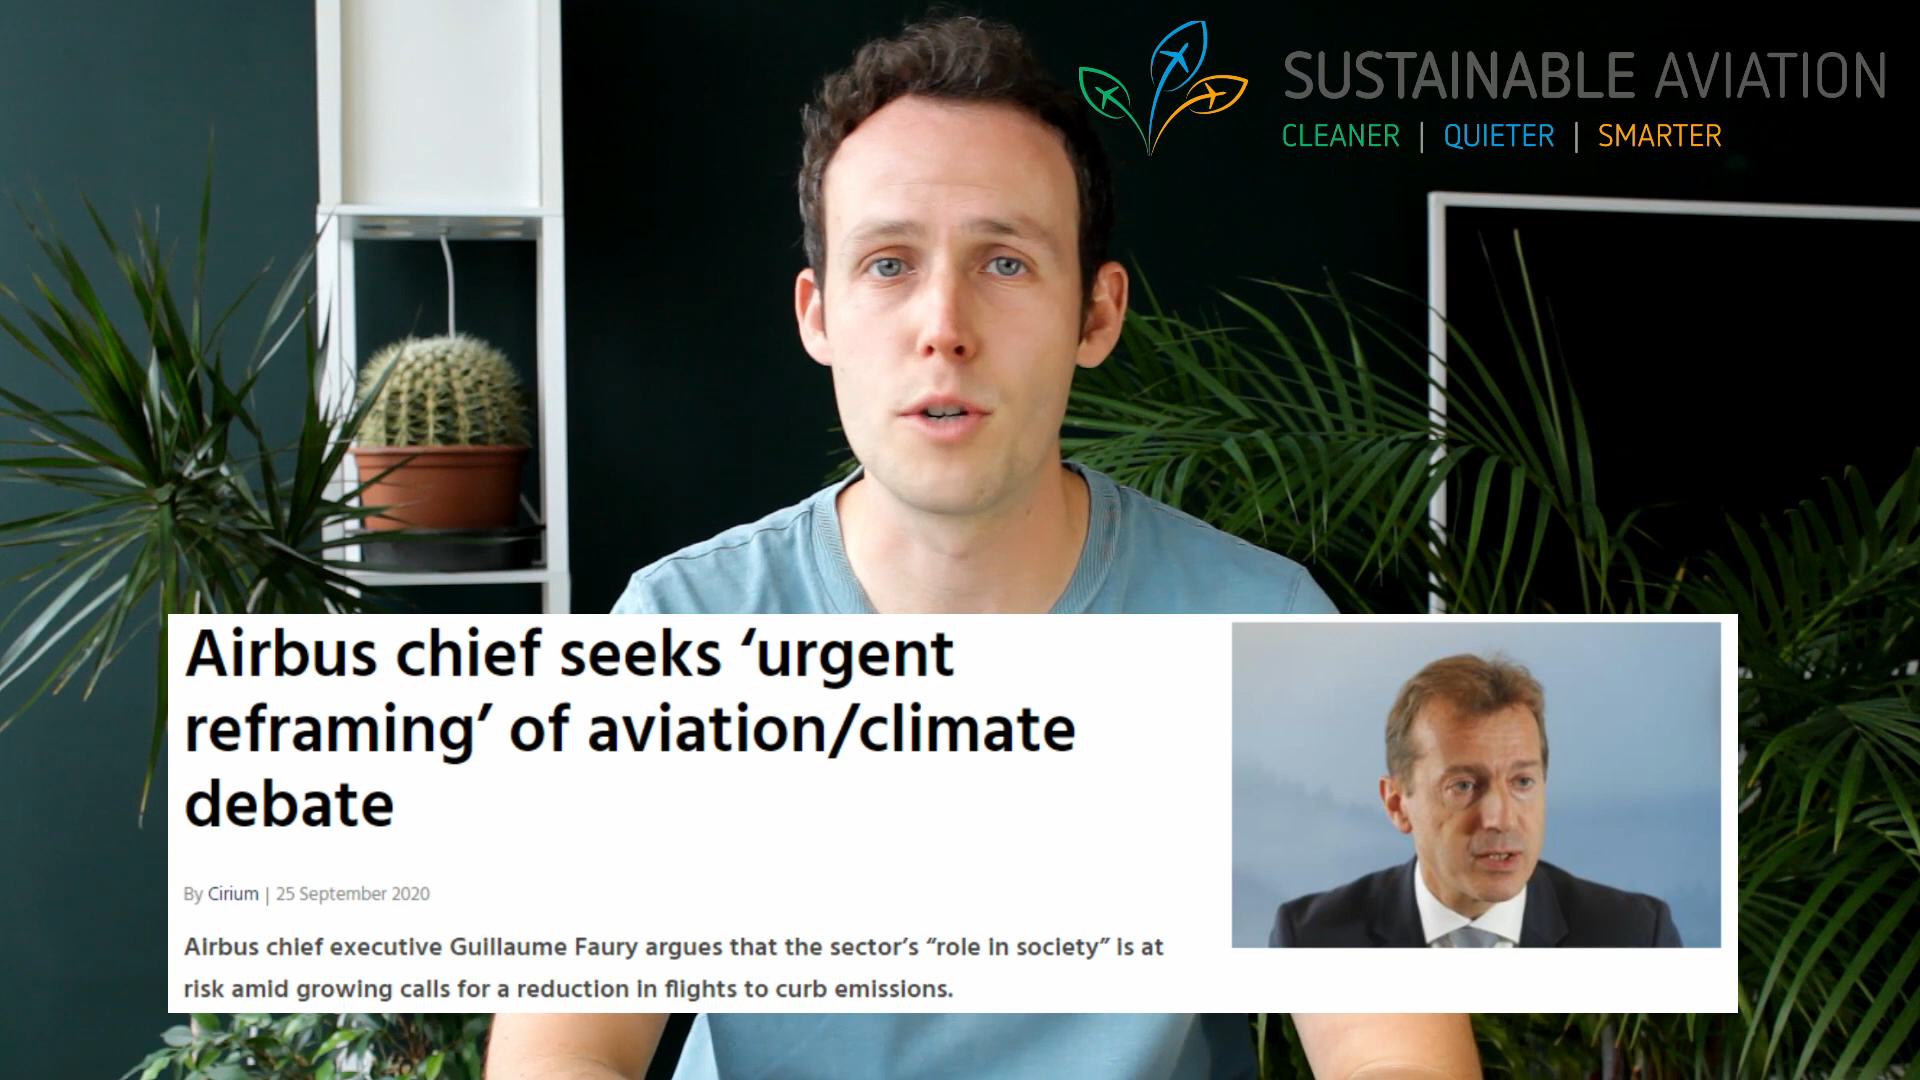 SUSTAINABLE AVIATION
CLEANER | QUIETER | SMARTER
Airbus chief seeks ‘urgent
reframing’ of aviation/climate
debate
By Cirium | 25 September 2020
Airbus chief executive Guillaume Faury argues that the sector’s “role in society” is at
risk amid growing calls for a reduction in flights to curb emissions.